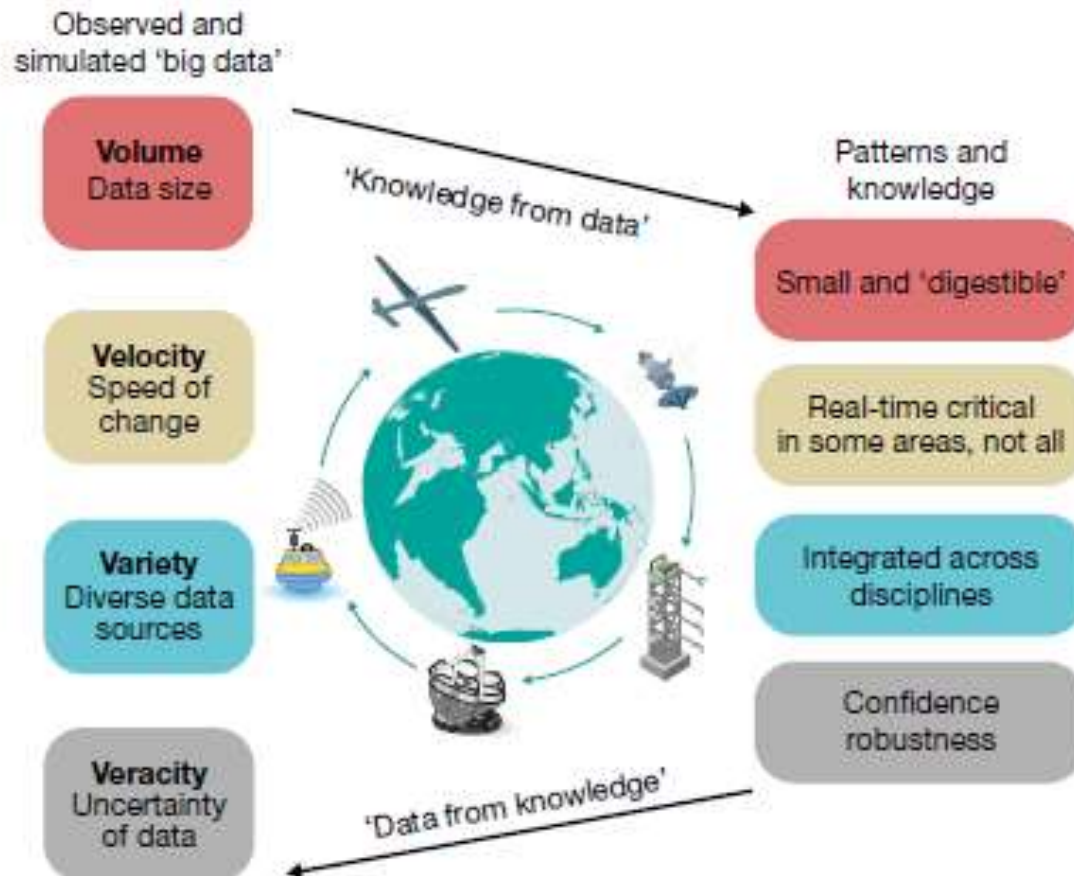 Observed and
simulated ‘big data’
Volume
Data size
Velocity
Speed of
change
Variety
Diverse data
sources
Veracity
Uncertainty
of data
‘Knowledge from data’
‘Data from knowledge’
Patterns and
knowledge
Small and ‘digestible’
Real-time critical
in some areas, not all
Integrated across
disciplines
Confidence
robustness